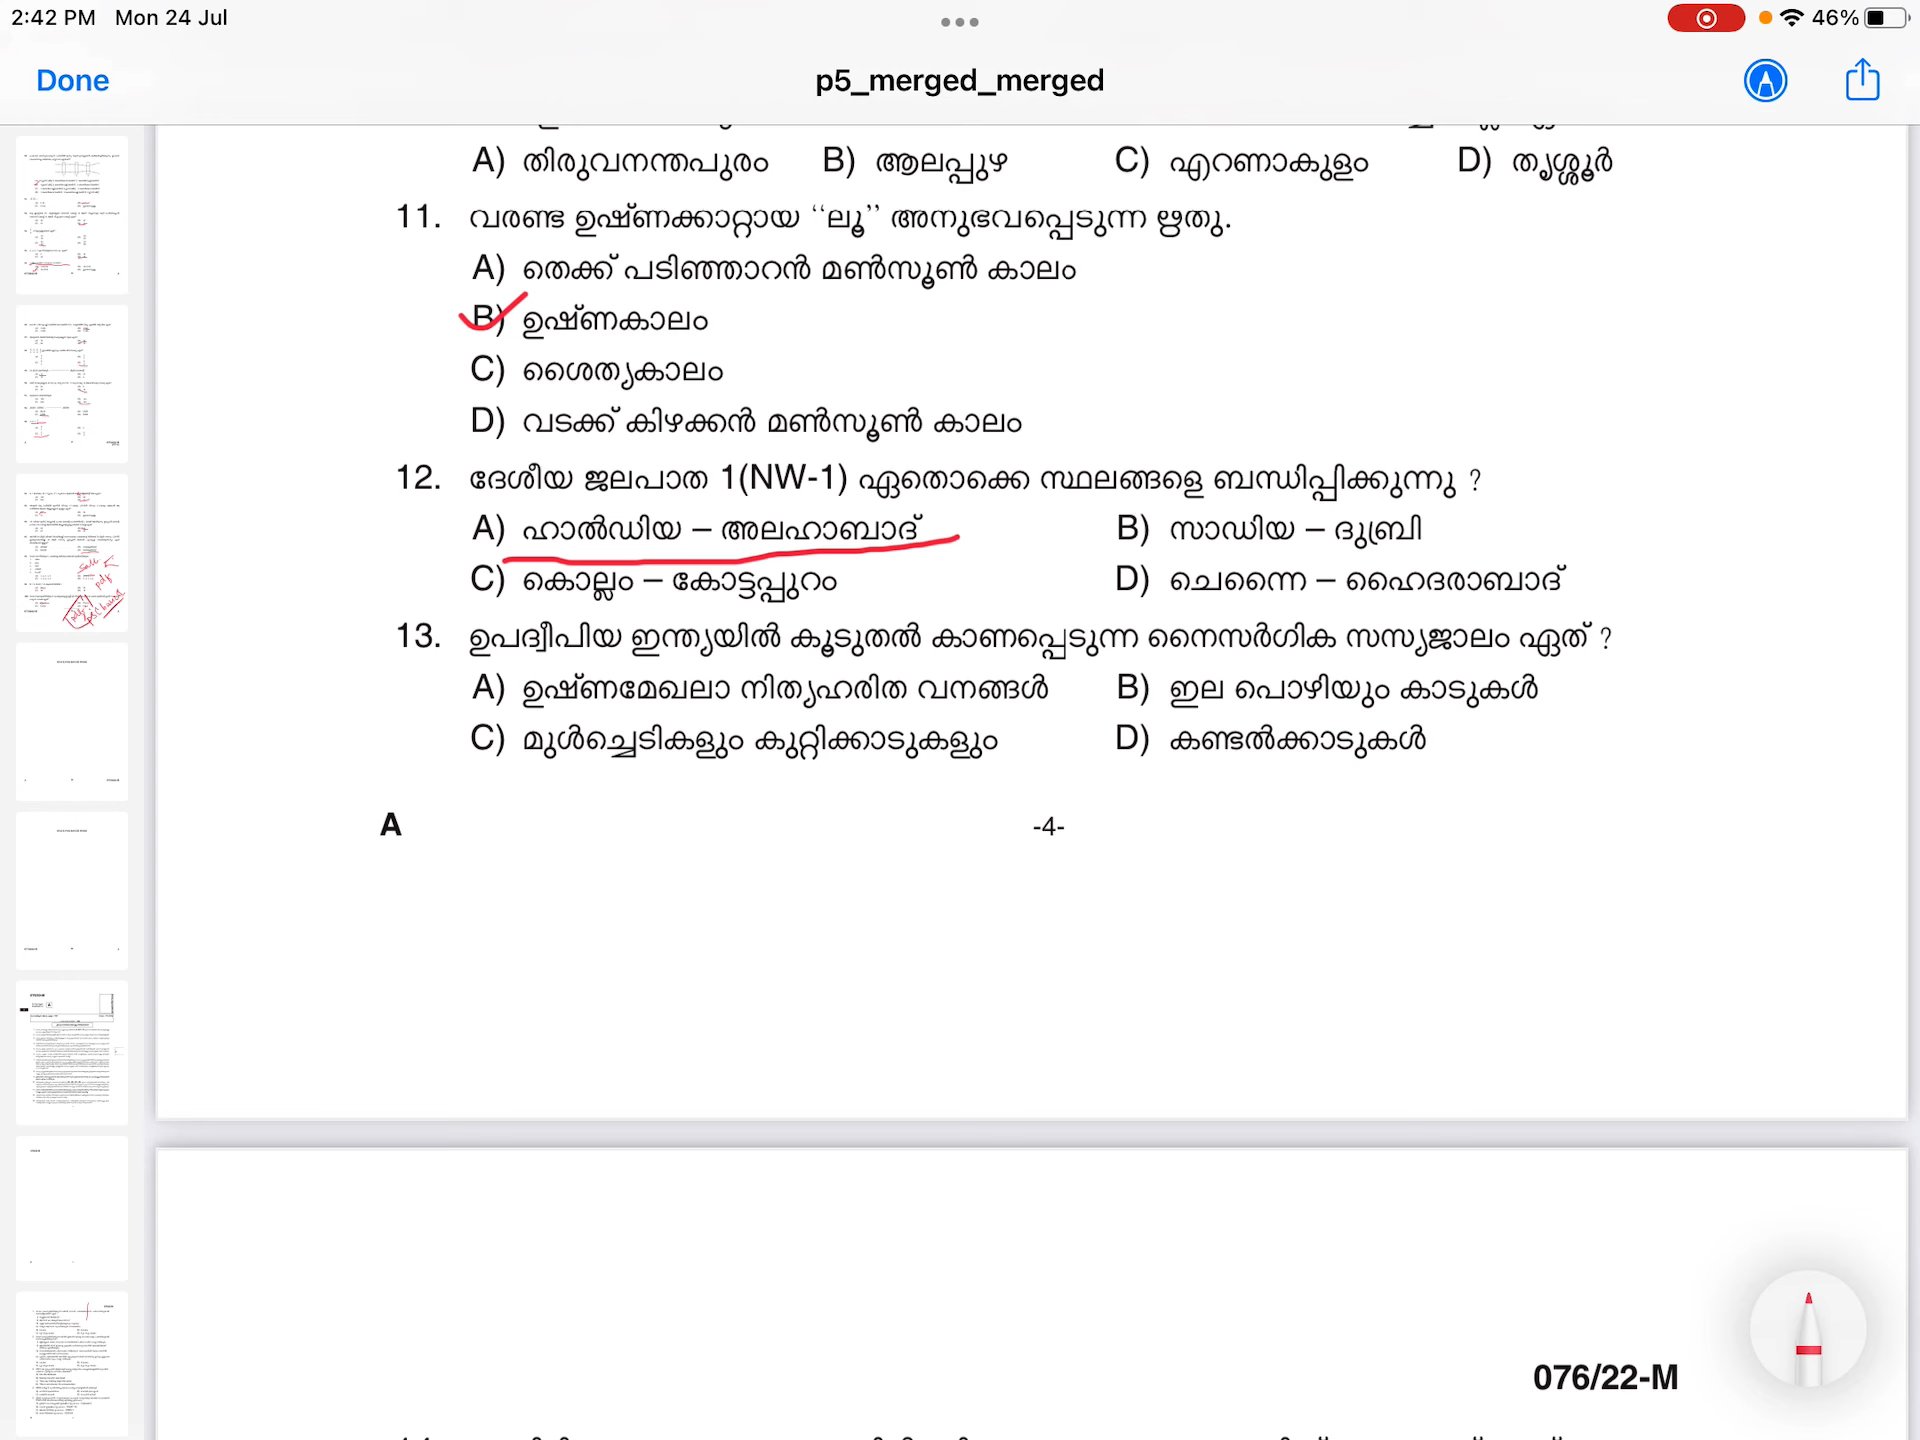 2:42 PM Mon 24 Jul
46%
Done
p5_merged_merged
A) തിരുവനന്തപുരം B) ആലപ്പുഴ C) എറണാകുളം D) തൃശ്ശൂർ
11. വരണ്ട ഉഷ്ണക്കാറ്റായ ‘‘ലൂ’’ അനുഭവപ്പെടുന്ന ഋതു.
A) തെക്ക് പടിഞ്ഞാറൻ മൺസൂൺ കാലം
B) ഉഷ്ണകാലം
C) ശൈത്യകാലം
D) വടക്ക് കിഴക്കൻ മൺസൂൺ കാലം
12. ദേശീയ ജലപാത 1(NW-1) ഏതൊക്കെ സ്ഥലങ്ങളെ ബന്ധിപ്പിക്കുന്നു ?
A) ഹാൽഡിയ – അലഹാബാദ് B) സാഡിയ – ദുബ്രി
C) കൊല്ലം – കോട്ടപ്പുറം D) ചെന്നൈ – ഹൈദരാബാദ്
13. ഉപദ്വീപിയ ഇന്ത്യയിൽ കൂടുതൽ കാണപ്പെടുന്ന നൈസർഗിക സസ്യജാലം ഏത് ?
A) ഉഷ്ണമേഖലാ നിത്യഹരിത വനങ്ങൾ B) ഇല പൊഴിയും കാടുകൾ
C) മുൾച്ചെടികളും കുറ്റിക്കാടുകളും D) കണ്ടൽക്കാടുകൾ
A -4-
076/22-M